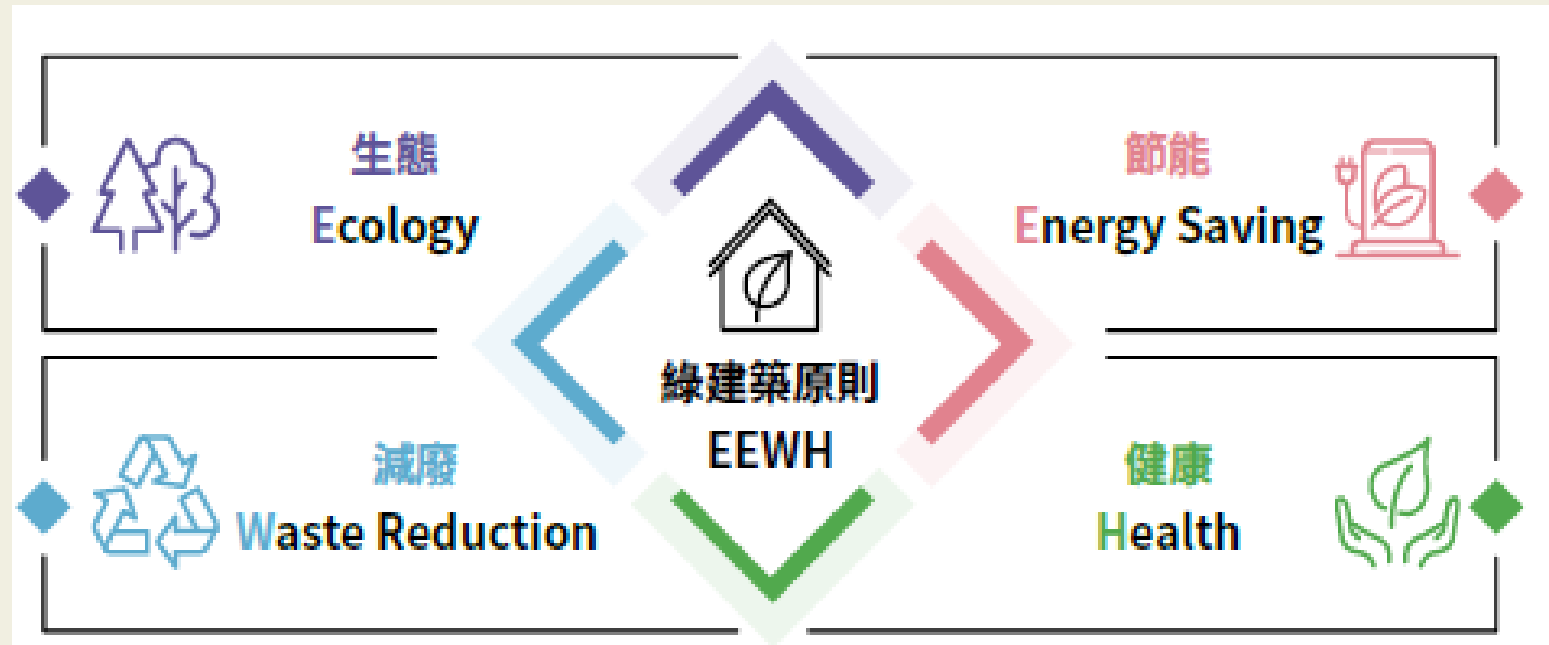 生態
Ecology
節能
Energy Saving
綠建築原則
EEWH
減廢
Waste Reduction
健康
Health